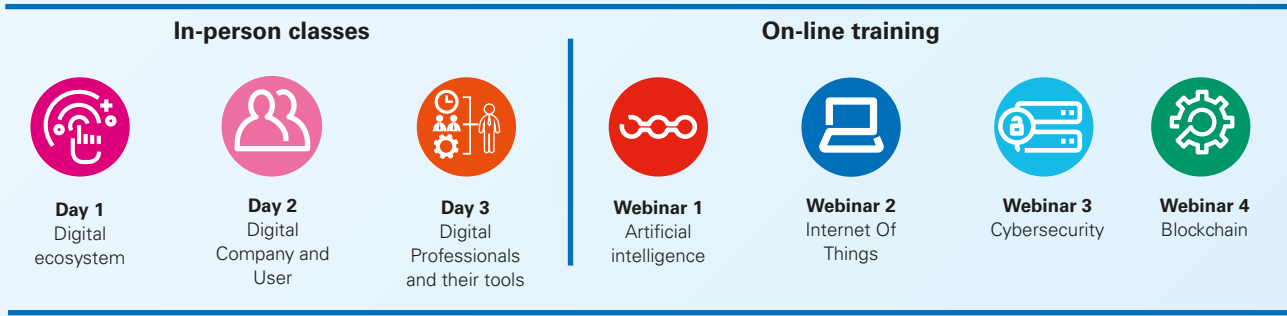 In-person classes
On-line training
Day 1
Digital
ecosystem
Day 2
Digital
Company and
User
Day 3
Digital
Professionals
and their tools
Webinar 1
Artificial
intelligence
Webinar 2
Internet Of
Things
a
Webinar 3
Cybersecurity
Webinar 4
Blockchain